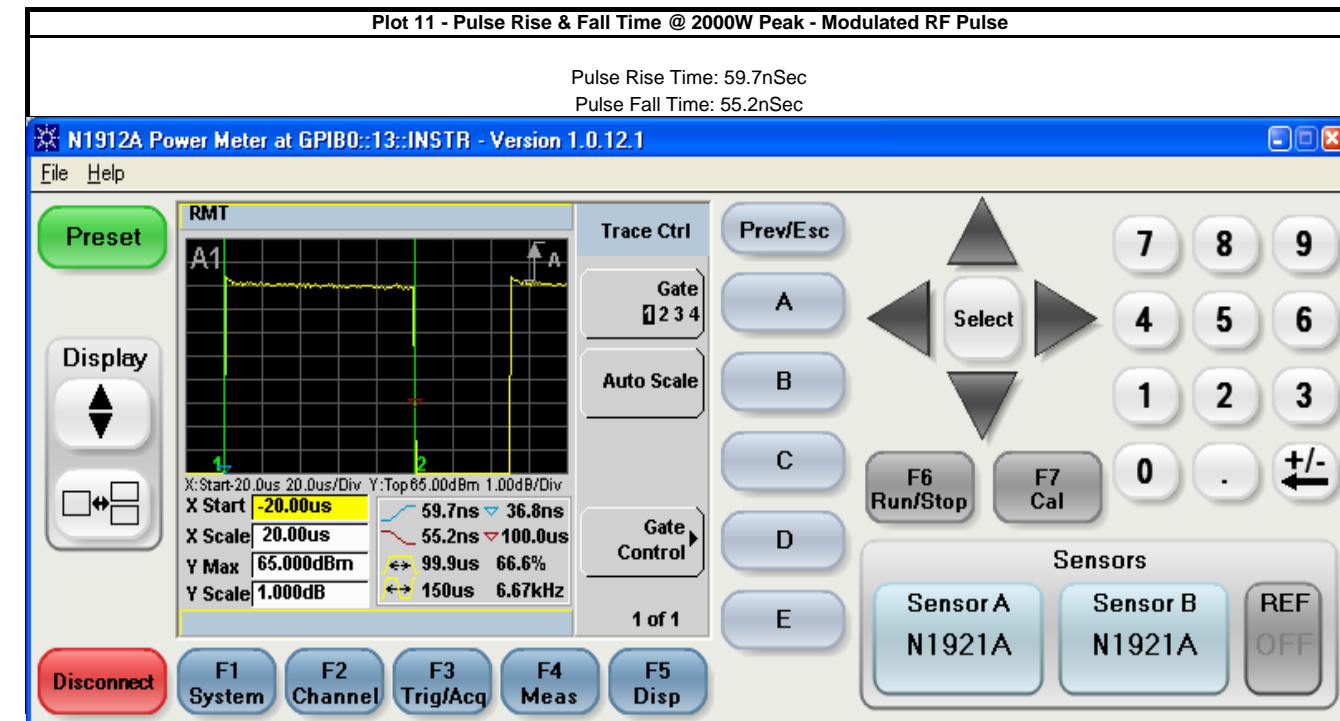 Plot 11 - Pulse Rise & Fall Time @ 2000W Peak - Modulated RF Pulse
Pulse Rise Time: 59.7nSec
Pulse Fall Time: 55.2nSec
N1912A Power Meter at GPIB0::13::INSTR - Version 1.0.12.1
File Help
Preset
Display
Disconnect
RMT
A1
A
1
2
X:Start-20.0us 20.0us/Div Y:Top65.00dBm 1.00dB/Div
X Start -20.00us
X Scale 20.00us
Y Max 65.000dBm
Y Scale 1.000dB
59.7ns 36.8ns
55.2ns 100.0us
99.9us 66.6%
150us 6.67kHz
Trace Ctrl
Gate
1 2 3 4
Auto Scale
Gate
Control
1 of 1
F1
System
F2
Channel
F3
Trig/Acq
F4
Meas
F5
Disp
Prev/Esc
A
B
C
D
E
Select
F6
Run/Stop
F7
Cal
7 8 9
4 5 6
1 2 3
0 . +/-
Sensors
Sensor A
N1921A
Sensor B
N1921A
REF
OFF